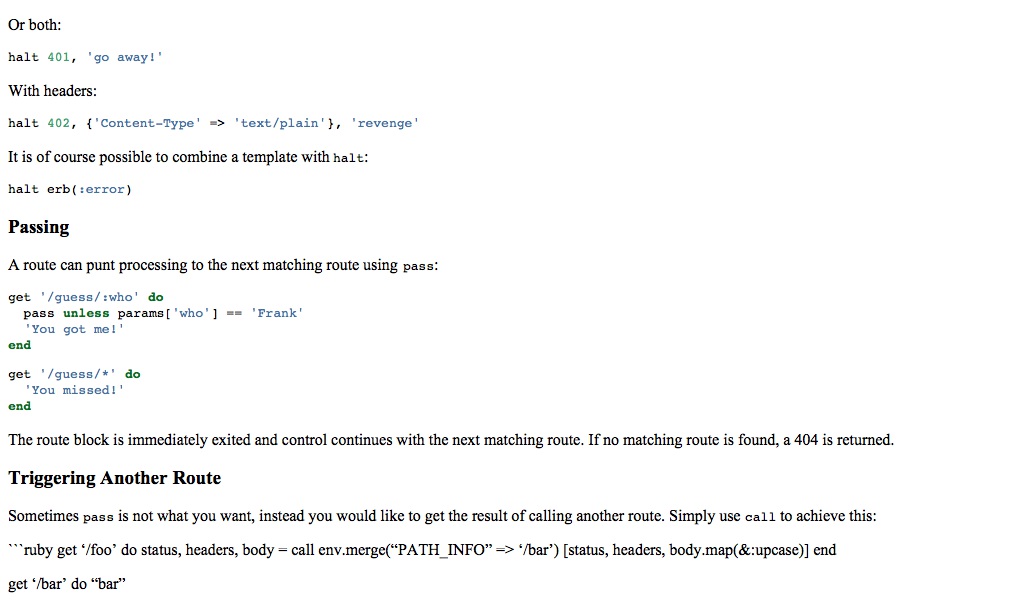 Or both:
halt 401, 'go away!'
With headers:
halt 402, {'Content-Type' => 'text/plain'}, 'revenge'
It is of course possible to combine a template with halt:
halt erb(:error)
Passing
A route can punt processing to the next matching route using pass:
get '/guess/:who' do
  pass unless params['who'] == 'Frank'
  'You got me!'
end
get '/guess/*' do
  'You missed!'
end
The route block is immediately exited and control continues with the next matching route. If no matching route is found, a 404 is returned.
Triggering Another Route
Sometimes pass is not what you want, instead you would like to get the result of calling another route. Simply use call to achieve this:
```ruby get ‘/foo’ do status, headers, body = call env.merge(“PATH_INFO” => ‘/bar’) [status, headers, body.map(&:upcase)] end
get ‘/bar’ do “bar”